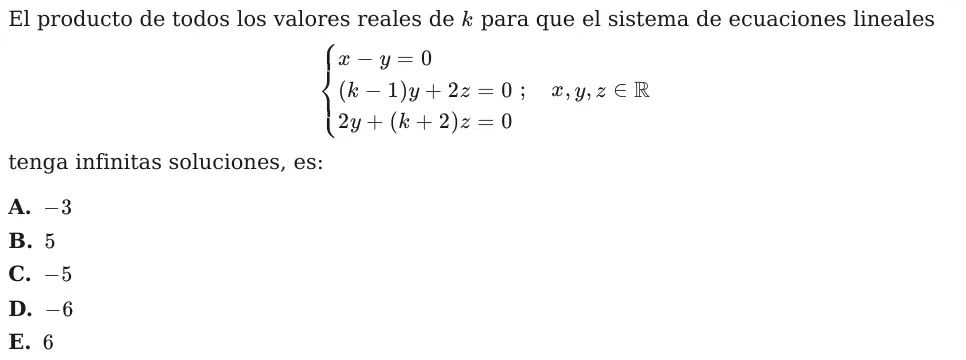 El producto de todos los valores reales de k para que el sistema de ecuaciones lineales
x − y = 0
(k − 1)y + 2z = 0 ; x, y, z ∈ ℝ
2y + (k + 2)z = 0
tenga infinitas soluciones, es:
A. −3
B. 5
C. −5
D. −6
E. 6